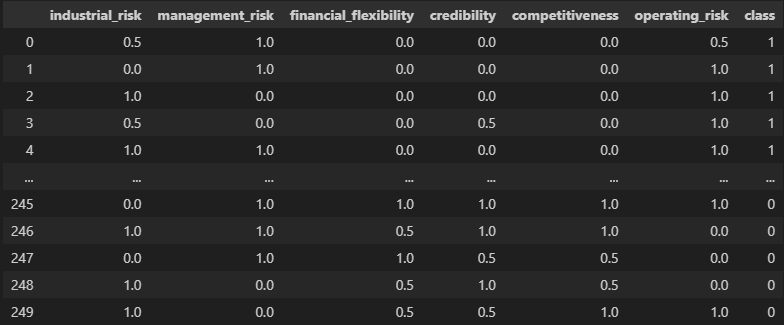 industrial_risk management_risk financial_flexibility credibility competitiveness operating_risk class
0 0.5 1.0 0.0 0.0 0.0 0.5 1
1 0.0 1.0 0.0 0.0 0.0 1.0 1
2 1.0 0.0 0.0 0.0 0.0 1.0 1
3 0.5 0.0 0.0 0.5 0.0 1.0 1
4 1.0 1.0 0.0 0.0 0.0 1.0 1
... ... ... ... ... ... ... ...
245 0.0 1.0 1.0 1.0 1.0 1.0 0
246 1.0 1.0 0.5 1.0 1.0 0.0 0
247 0.0 1.0 1.0 0.5 0.5 0.0 0
248 1.0 0.0 0.5 1.0 0.5 0.0 0
249 1.0 0.0 0.5 0.5 1.0 1.0 0